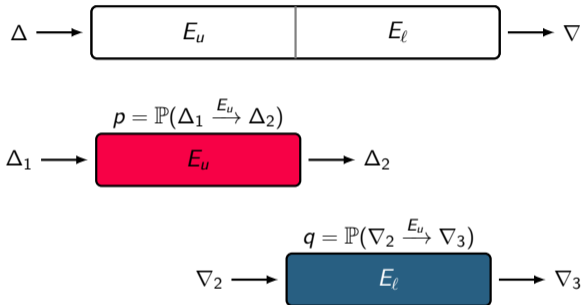 Δ E_u E_ℓ ∇
p = ℙ(Δ₁ —E_u→ Δ₂)
Δ₁ E_u Δ₂
q = ℙ(∇₂ —E_u→ ∇₃)
∇₂ E_ℓ ∇₃